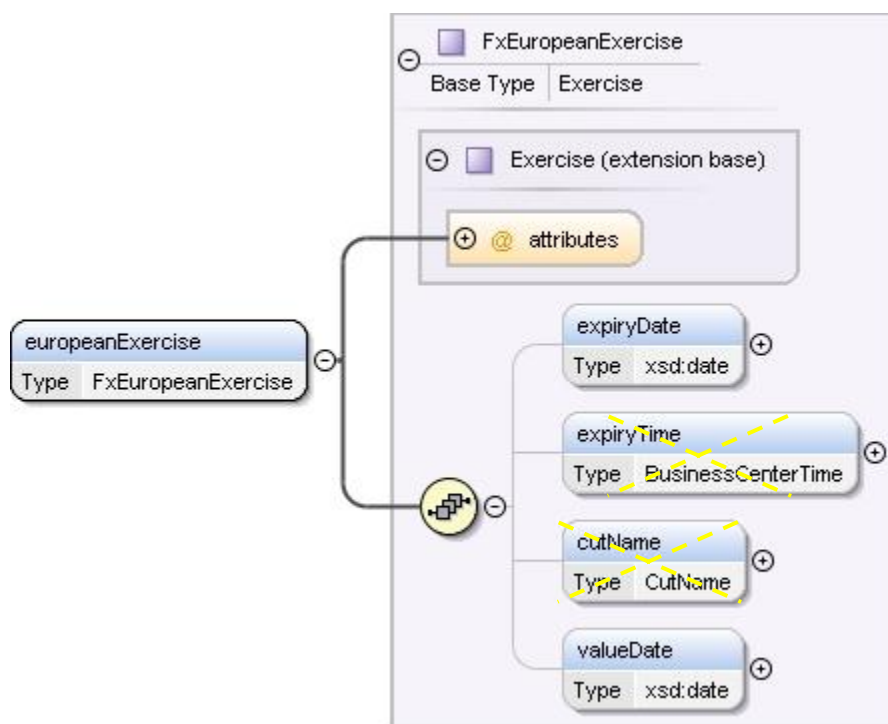 FxEuropeanExercise
Base Type Exercise
Exercise (extension base)
@ attributes
europeanExercise
Type FxEuropeanExercise
expiryDate
Type xsd:date
expiryTime
Type BusinessCenterTime
cutName
Type CutName
valueDate
Type xsd:date